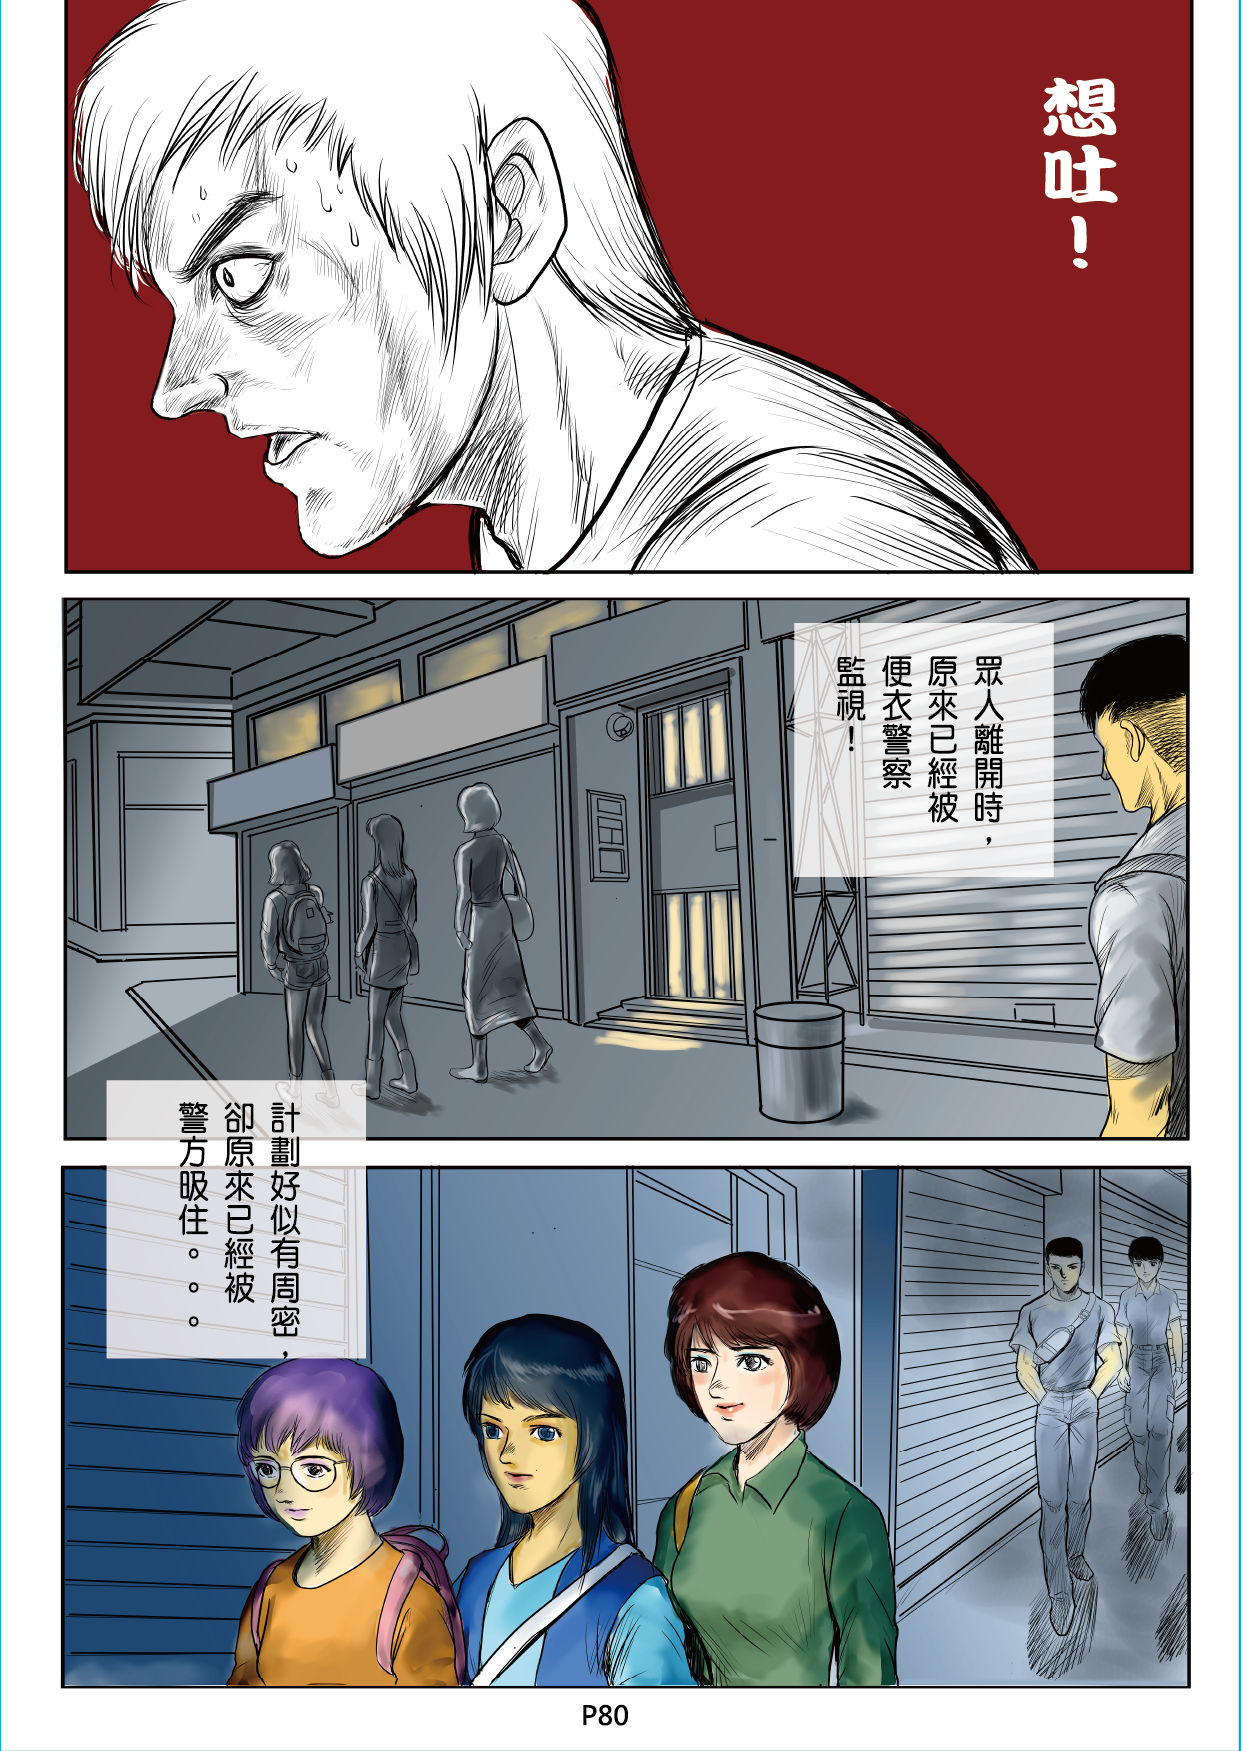 想吐！
眾人離開時，
原來已經被
便衣警察
監視！
計劃好似有周密，
卻原來已經被
警方昅住。。。
P80